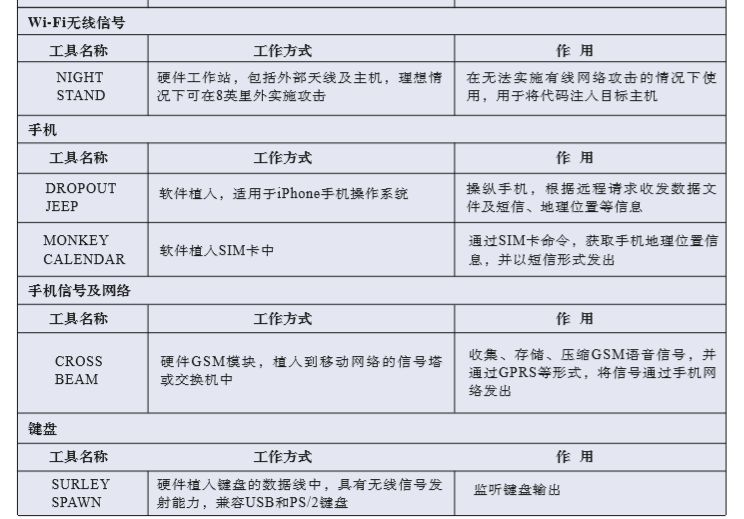 Wi-Fi无线信号
工具名称 工作方式 作 用
NIGHT
STAND
硬件工作站，包括外部天线及主机，理想情
况下可在8英里外实施攻击
在无法实施有线网络攻击的情况下使
用，用于将代码注入目标主机
手机
工具名称 工作方式 作 用
DROPOUT
JEEP
软件植入，适用于iPhone手机操作系统
操纵手机，根据远程请求收发数据文
件及短信、地理位置等信息
MONKEY
CALENDAR
软件植入SIM卡中
通过SIM卡命令，获取手机地理位置信
息，并以短信形式发出
手机信号及网络
工具名称 工作方式 作 用
CROSS
BEAM
硬件GSM模块，植入到移动网络的信号塔
或交换机中
收集、存储、压缩GSM语音信号，并
通过GPRS等形式，将信号通过手机网
络发出
键盘
工具名称 工作方式 作 用
SURLEY
SPAWN
硬件植入键盘的数据线中，具有无线信号发
射能力，兼容USB和PS/2键盘
监听键盘输出